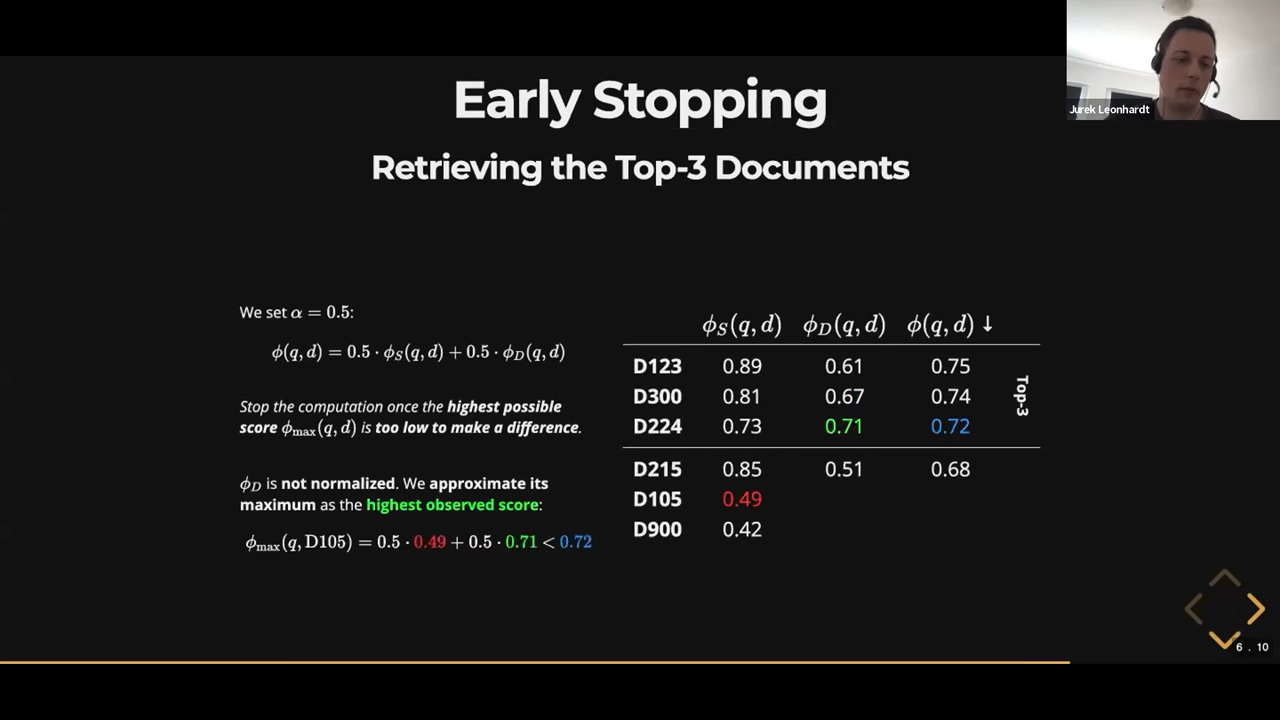 Early Stopping
Retrieving the Top-3 Documents
Jurek Leonhardt
We set α = 0.5:
ϕ(q, d) = 0.5 · ϕ_S(q, d) + 0.5 · ϕ_D(q, d)
Stop the computation once the highest possible
score ϕ_max(q, d) is too low to make a difference.
ϕ_D is not normalized. We approximate its
maximum as the highest observed score:
ϕ_max(q, D105) = 0.5 · 0.49 + 0.5 · 0.71 < 0.72
ϕ_S(q, d) ϕ_D(q, d) ϕ(q, d) ↓
D123 0.89 0.61 0.75
D300 0.81 0.67 0.74
D224 0.73 0.71 0.72
Top-3
D215 0.85 0.51 0.68
D105 0.49
D900 0.42
6 . 10